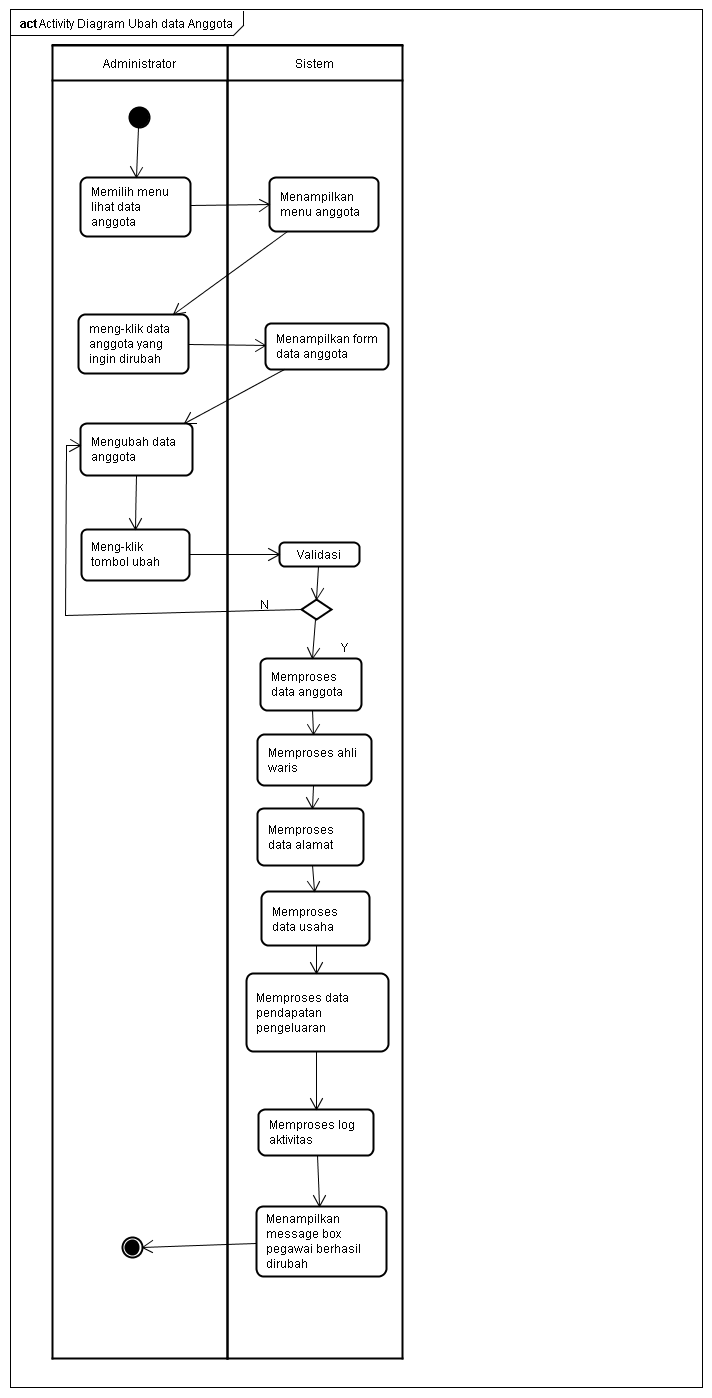 act Activity Diagram Ubah data Anggota
Administrator
Sistem
Memilih menu
lihat data
anggota
Menampilkan
menu anggota
meng-klik data
anggota yang
ingin dirubah
Menampilkan form
data anggota
Mengubah data
anggota
Meng-klik
tombol ubah
Validasi
N
Y
Memproses
data anggota
Memproses ahli
waris
Memproses
data alamat
Memproses
data usaha
Memproses data
pendapatan
pengeluaran
Memproses log
aktivitas
Menampilkan
message box
pegawai berhasil
dirubah